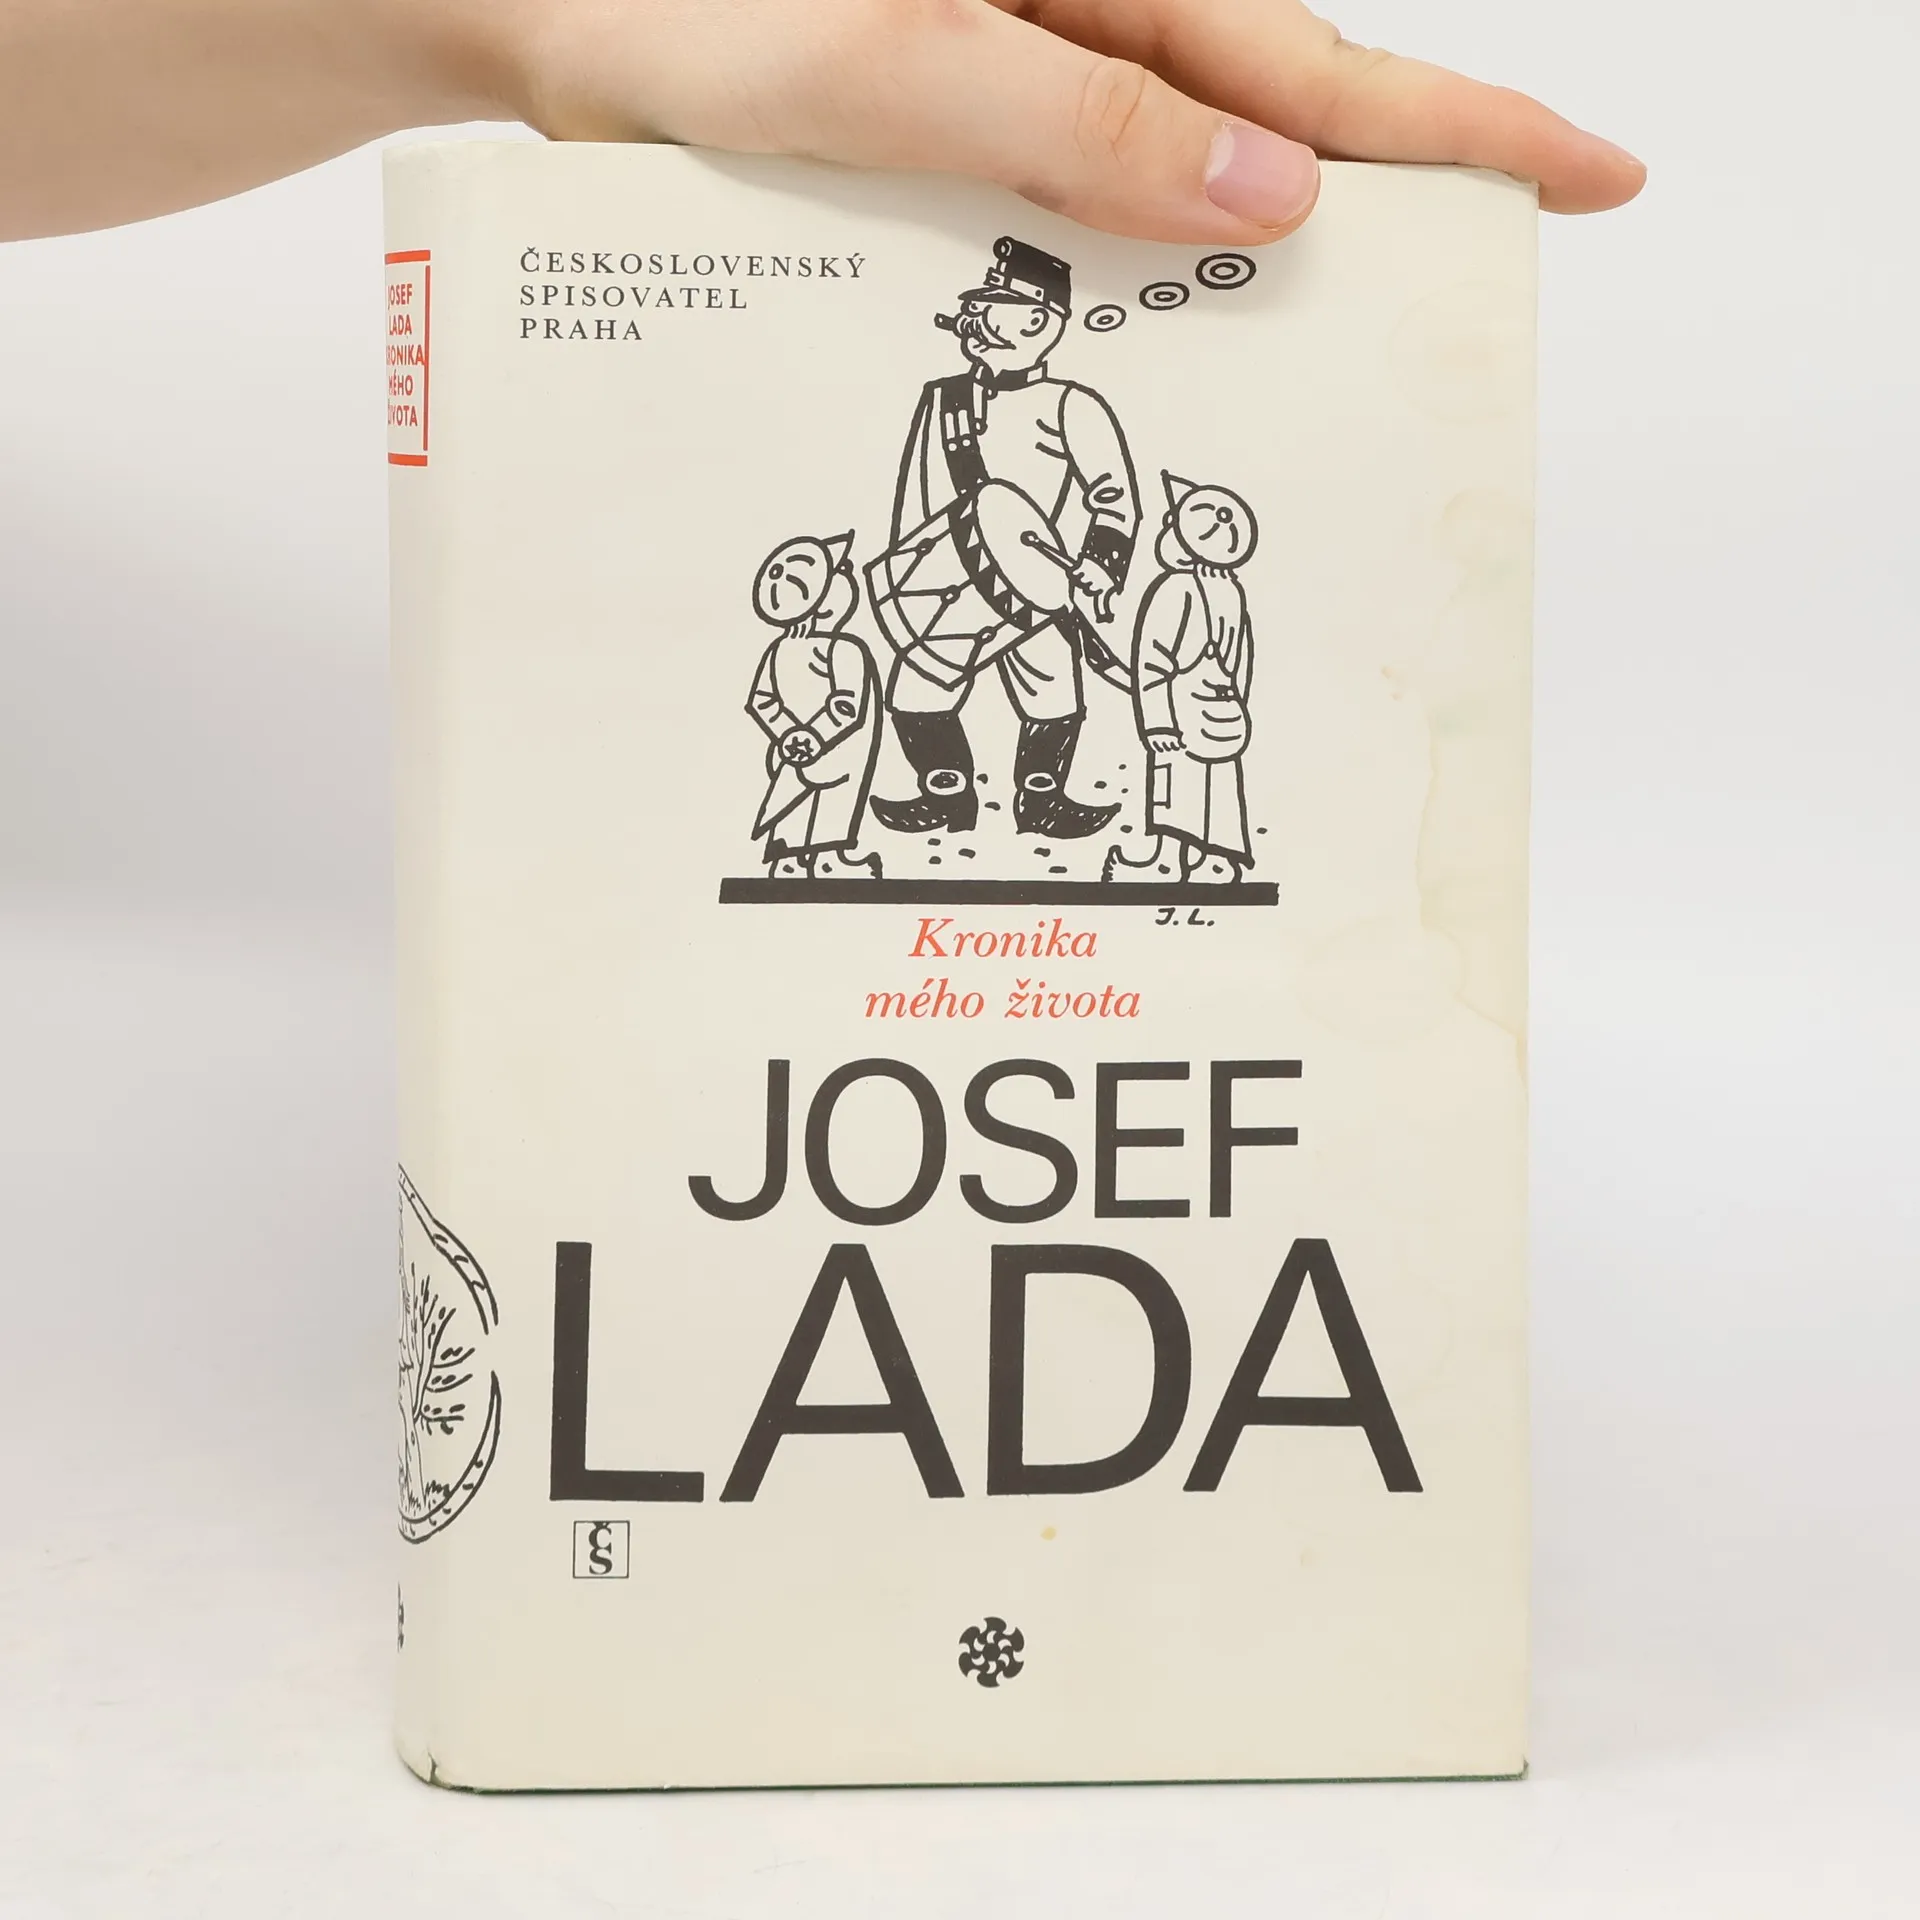 ČESKOSLOVENSKÝ
SPISOVATEL
PRAHA
JOSEF
LADA
KRONIKA
MÉHO
ŽIVOTA
J. L.
Kronika
mého života
JOSEF
LADA
ČS